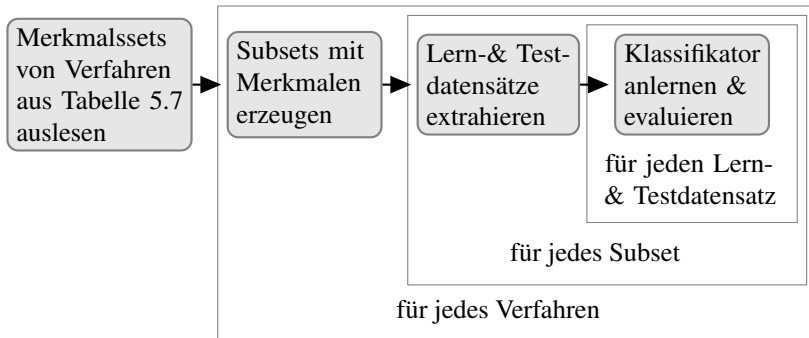 Merkmalssets
von Verfahren
aus Tabelle 5.7
auslesen
Subsets mit
Merkmalen
erzeugen
Lern-& Test-
datensätze
extrahieren
Klassifikator
anlernen &
evaluieren
für jeden Lern-
& Testdatensatz
für jedes Subset
für jedes Verfahren